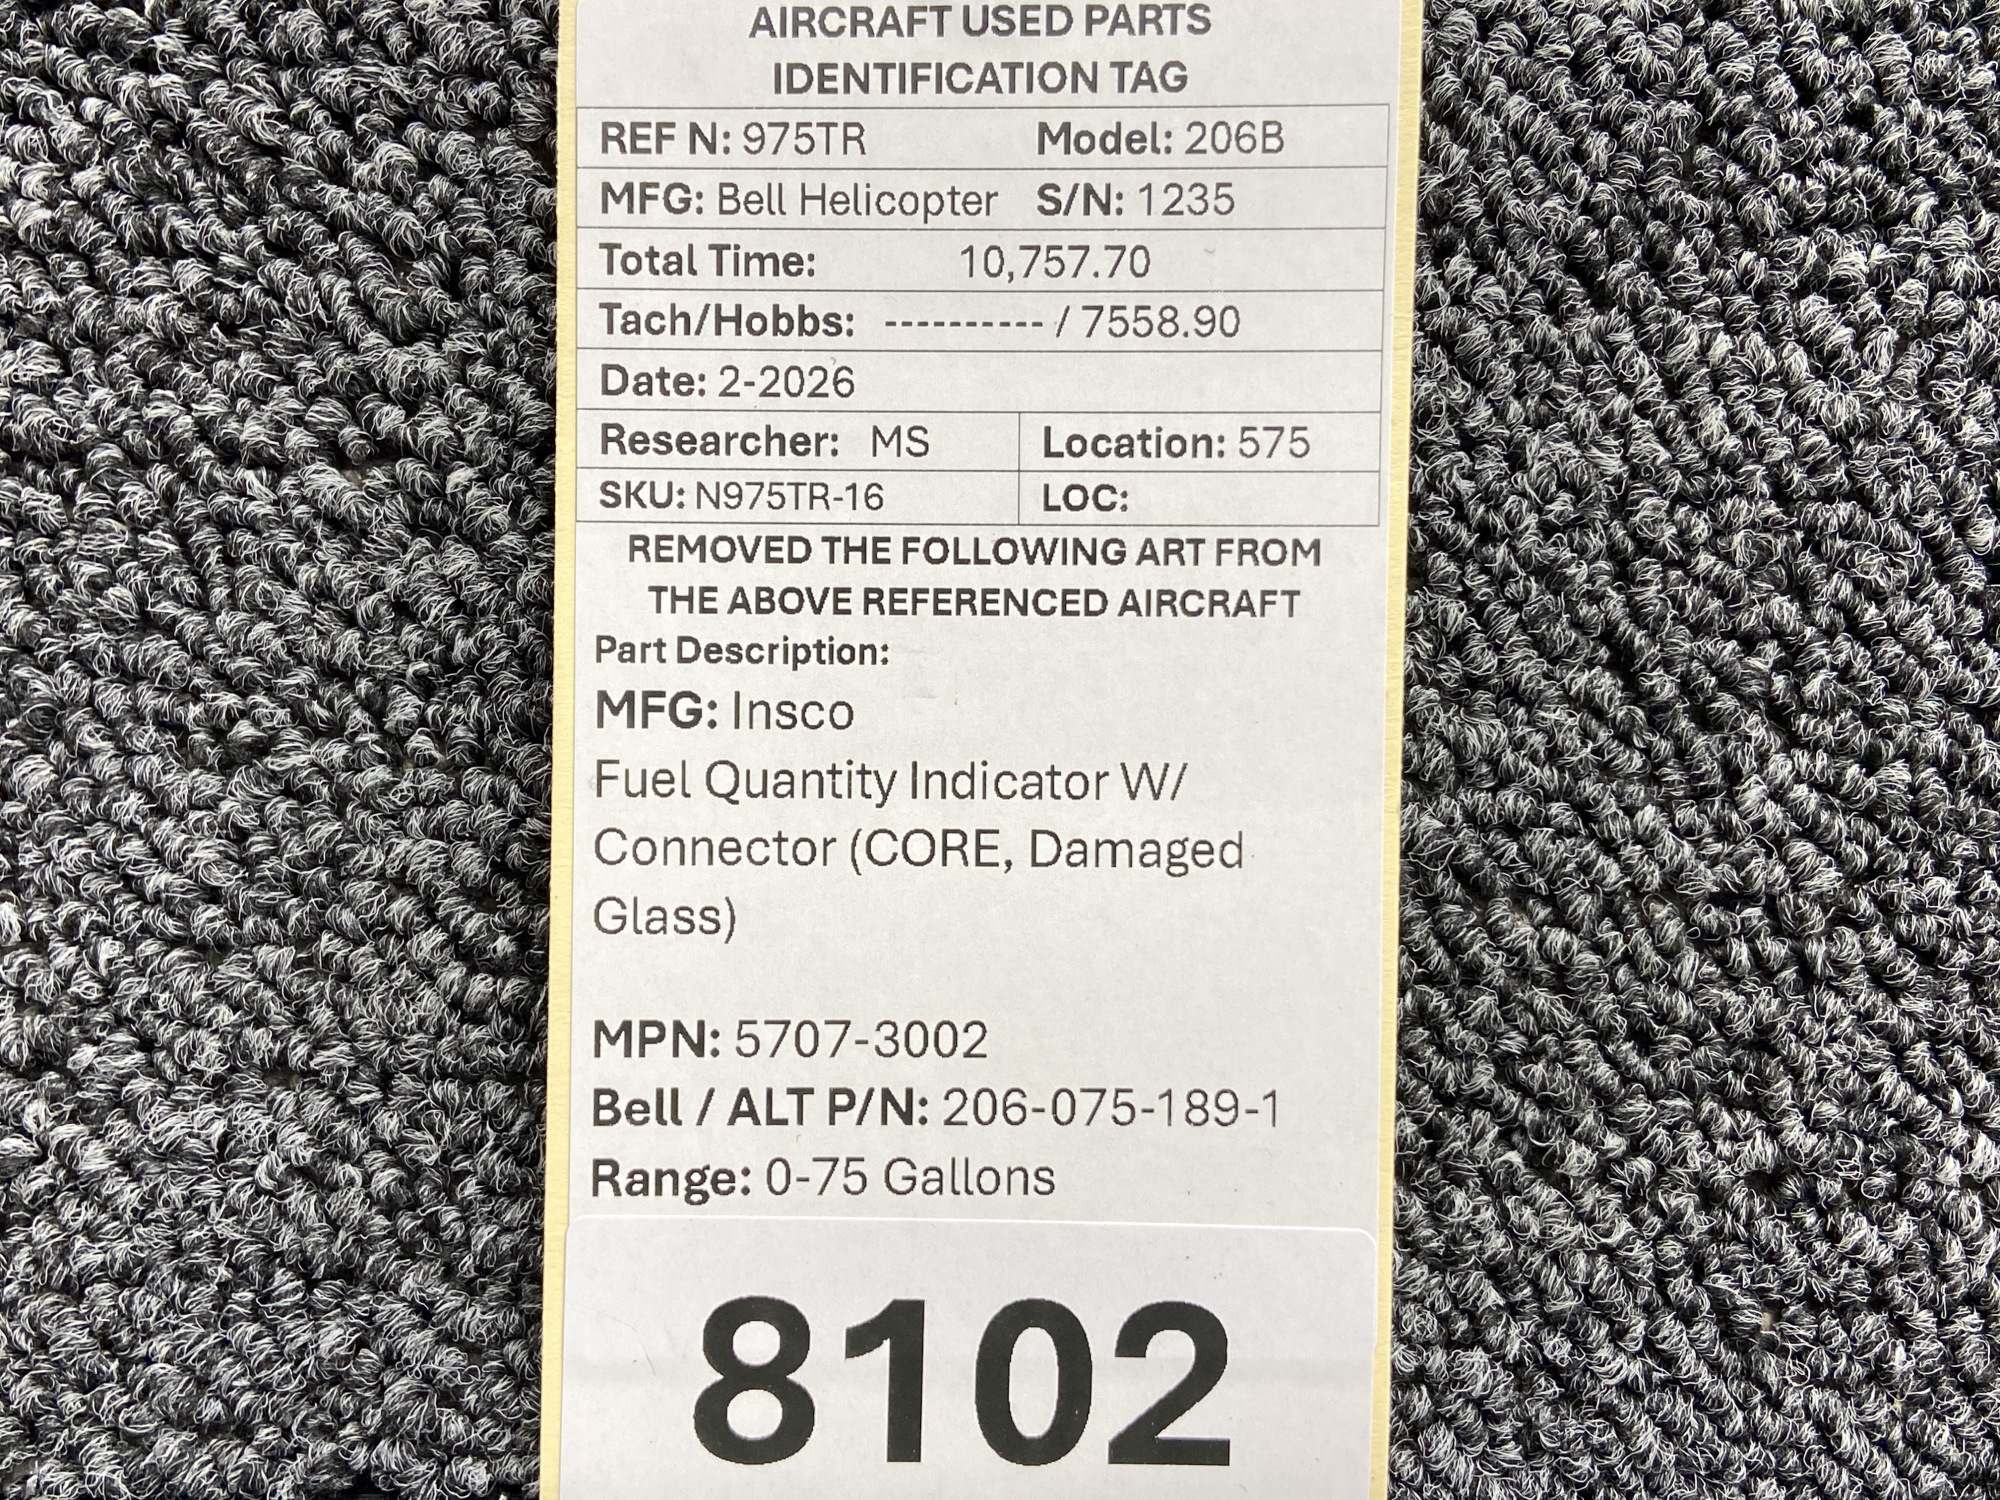 AIRCRAFT USED PARTS
IDENTIFICATION TAG
REF N: 975TR Model: 206B
MFG: Bell Helicopter S/N: 1235
Total Time: 10,757.70
Tach/Hobbs: ---------- / 7558.90
Date: 2-2026
Researcher: MS Location: 575
SKU: N975TR-16 LOC:
REMOVED THE FOLLOWING ART FROM
THE ABOVE REFERENCED AIRCRAFT
Part Description:
MFG: Insco
Fuel Quantity Indicator W/
Connector (CORE, Damaged
Glass)
MPN: 5707-3002
Bell / ALT P/N: 206-075-189-1
Range: 0-75 Gallons
8102